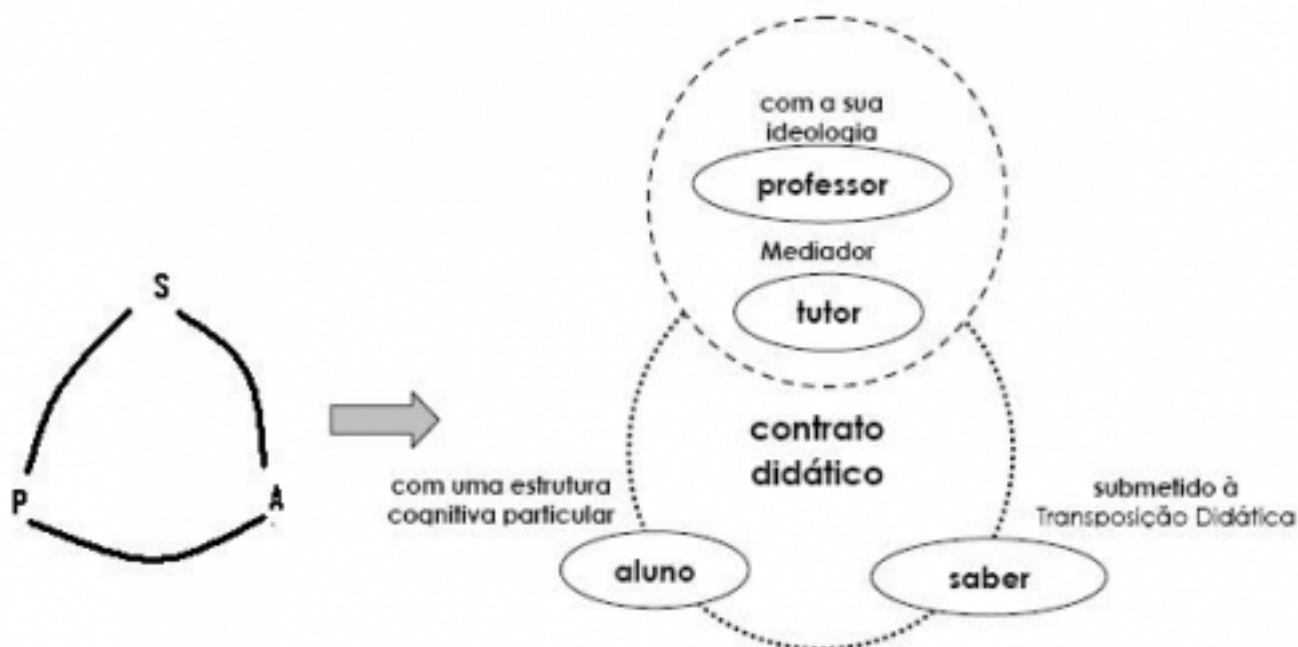 S
P
A
com a sua
ideologia
professor
Mediador
tutor
contrato
didático
com uma estrutura
cognitiva particular
submetido à
Transposição Didática
aluno
saber